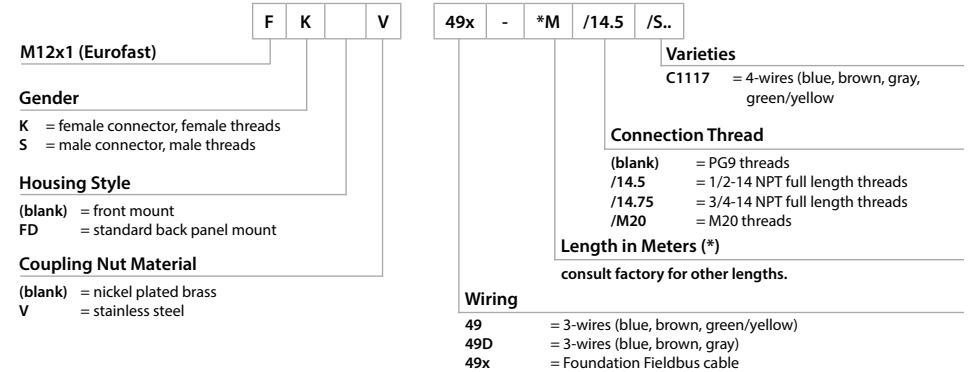 F K V 49x - *M /14.5 /S..
M12x1 (Eurofast)
Gender
K = female connector, female threads
S = male connector, male threads
Housing Style
(blank) = front mount
FD = standard back panel mount
Coupling Nut Material
(blank) = nickel plated brass
V = stainless steel
Varieties
C1117 = 4-wires (blue, brown, gray,
green/yellow
Connection Thread
(blank) = PG9 threads
/14.5 = 1/2-14 NPT full length threads
/14.75 = 3/4-14 NPT full length threads
/M20 = M20 threads
Length in Meters (*)
consult factory for other lengths.
Wiring
49 = 3-wires (blue, brown, green/yellow)
49D = 3-wires (blue, brown, gray)
49x = Foundation Fieldbus cable